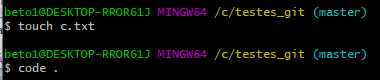 beto1@DESKTOP-RROR61J MINGW64 /c/testes_git (master)
$ touch c.txt
beto1@DESKTOP-RROR61J MINGW64 /c/testes_git (master)
$ code .